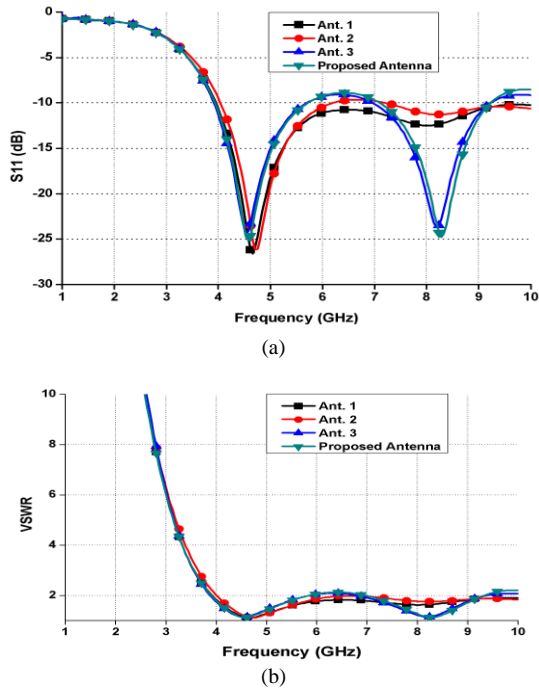 0
-5
-10
-15
-20
-25
-30
S11 (dB)
Ant. 1
Ant. 2
Ant. 3
Proposed Antenna
1 2 3 4 5 6 7 8 9 10
Frequency (GHz)
(a)
10
8
6
4
2
VSWR
Ant. 1
Ant. 2
Ant. 3
Proposed Antenna
1 2 3 4 5 6 7 8 9 10
Frequency (GHz)
(b)